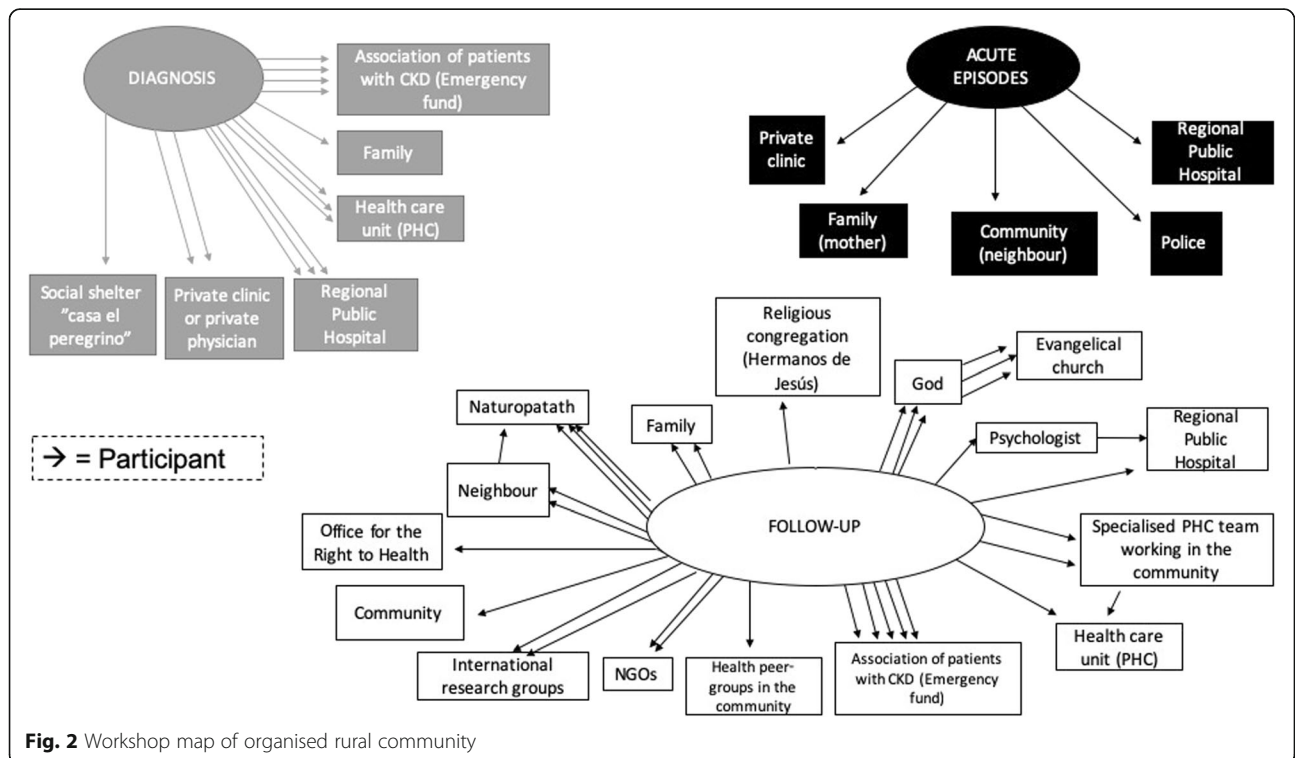 DIAGNOSIS
Association of patients
with CKD (Emergency
fund)
Family
Health care
unit (PHC)
Social shelter
"casa el
peregrino"
Private clinic
or private
physician
Regional
Public
Hospital
ACUTE
EPISODES
Private
clinic
Family
(mother)
Community
(neighbour)
Police
Regional
Public
Hospital
→ = Participant
FOLLOW-UP
Naturopatath
Neighbour
Family
Religious
congregation
(Hermanos de
Jesús)
God
Evangelical
church
Psychologist
Regional
Public
Hospital
Office for the
Right to Health
Community
International
research groups
NGOs
Health peer-
groups in the
community
Association of patients
with CKD (Emergency
fund)
Specialised PHC team
working in the
community
Health care
unit (PHC)
Fig. 2 Workshop map of organised rural community